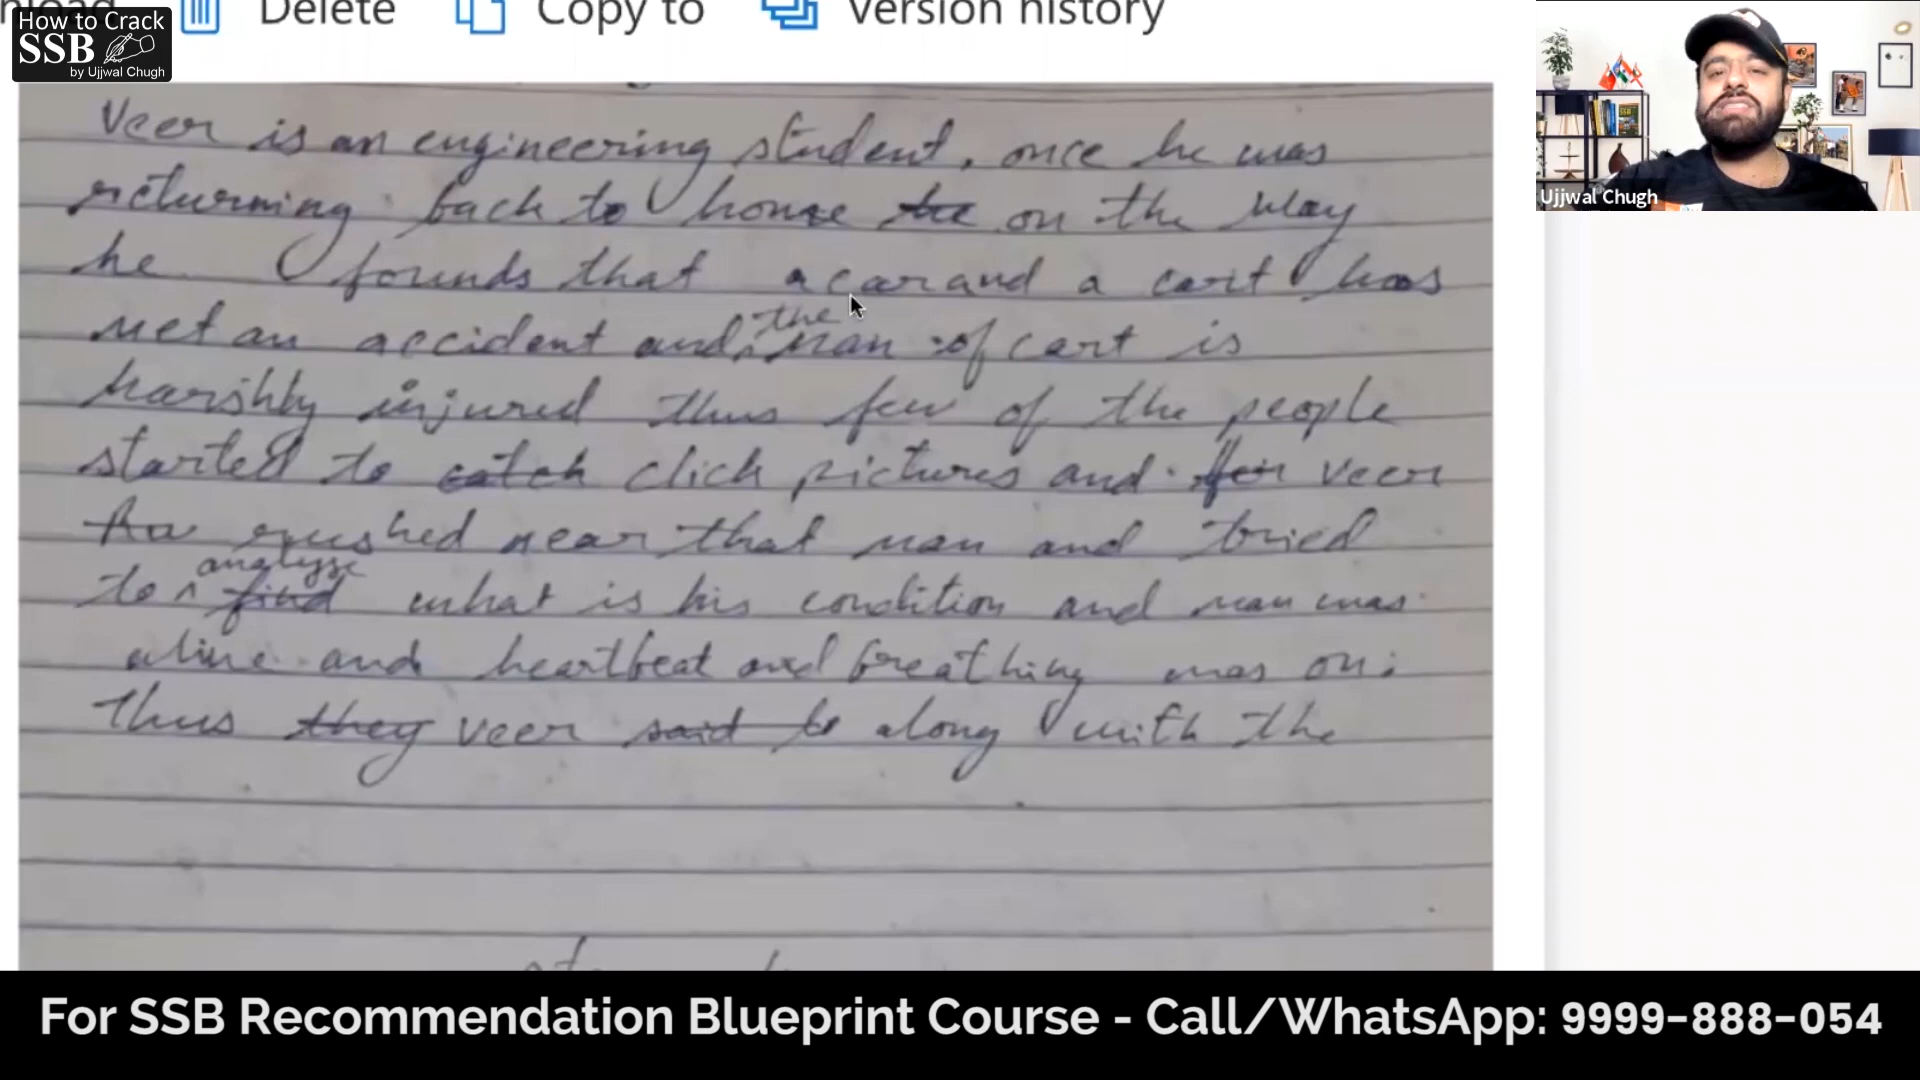 nload Delete Copy to Version history
How to Crack
SSB
by Ujjwal Chugh
Ujjwal Chugh
Veer is an engineering student, once he was
returning back to home he on the way
he founds that a car and a cart has
met an accident and the man of cart is
harshly injured thus few of the people
started to catch click pictures and for veer
ha rushed near that man and tried
to analyse find what is his condition and man was
alive and heartbeat and breathing was on.
thus they veer said to along with the
For SSB Recommendation Blueprint Course - Call/WhatsApp: 9999-888-054